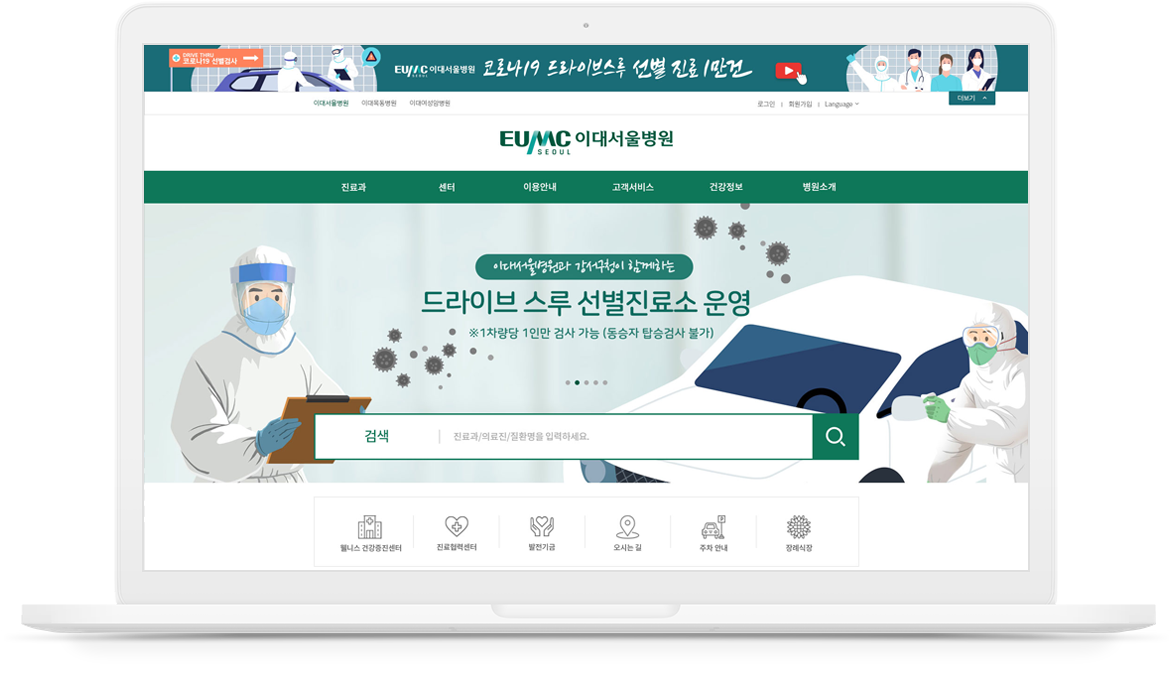 DRIVE THRU
코로나19 선별검사
EUMC 이대서울병원 코로나19 드라이브스루 선별 진료 1만건
SEOUL
이대서울병원 이대목동병원 이대여성암병원 로그인 회원가입 Language 더보기
EUMC 이대서울병원
SEOUL
진료과 센터 이용안내 고객서비스 건강정보 병원소개
이대서울병원과 강서구청이 함께하는
드라이브 스루 선별진료소 운영
※1차량당 1인만 검사 가능 (동승자 탑승검사 불가)
검색 진료과/의료진/질환명을 입력하세요.
웰니스 건강증진센터 진료협력센터 발전기금 오시는 길 주차 안내 장례식장
P